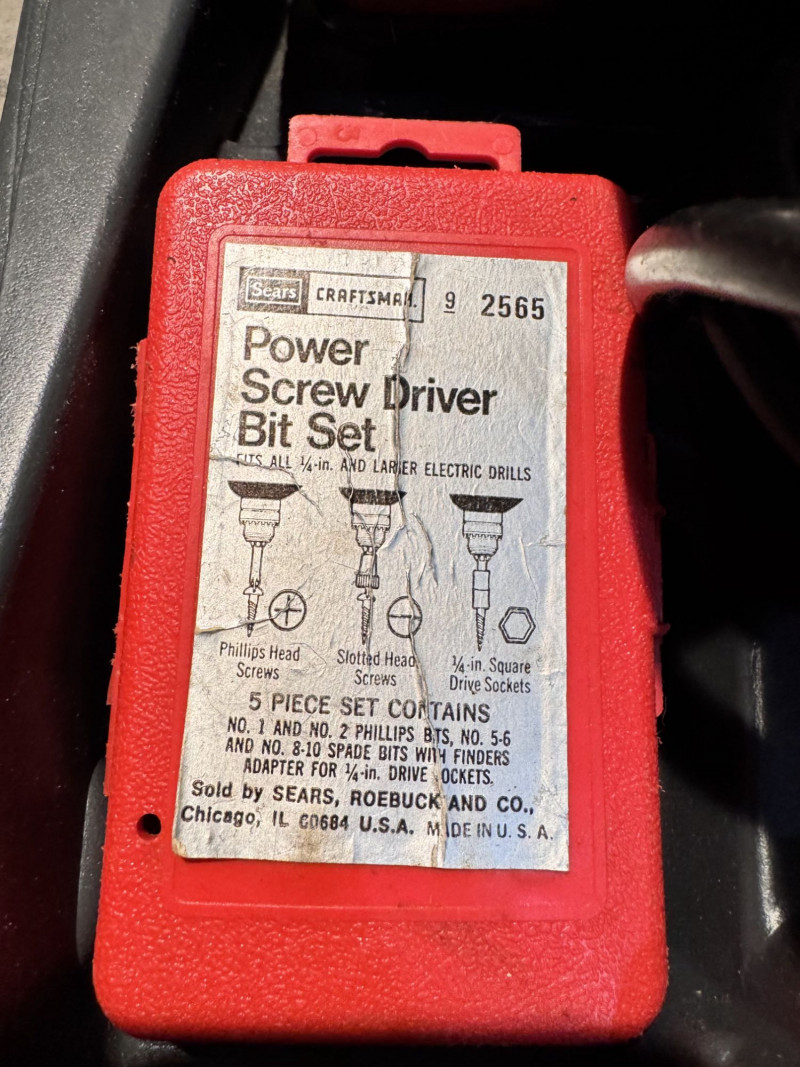 Sears CRAFTSMAN. 9 2565
Power
Screw Driver
Bit Set
FITS ALL 1/4-in. AND LARGER ELECTRIC DRILLS
Phillips Head
Screws
Slotted Head
Screws
1/4-in. Square
Drive Sockets
5 PIECE SET CONTAINS
NO. 1 AND NO. 2 PHILLIPS BITS, NO. 5-6
AND NO. 8-10 SPADE BITS WITH FINDERS
ADAPTER FOR 1/4-in. DRIVE SOCKETS.
Sold by SEARS, ROEBUCK AND CO.,
Chicago, IL 60684 U.S.A. MADE IN U. S. A.